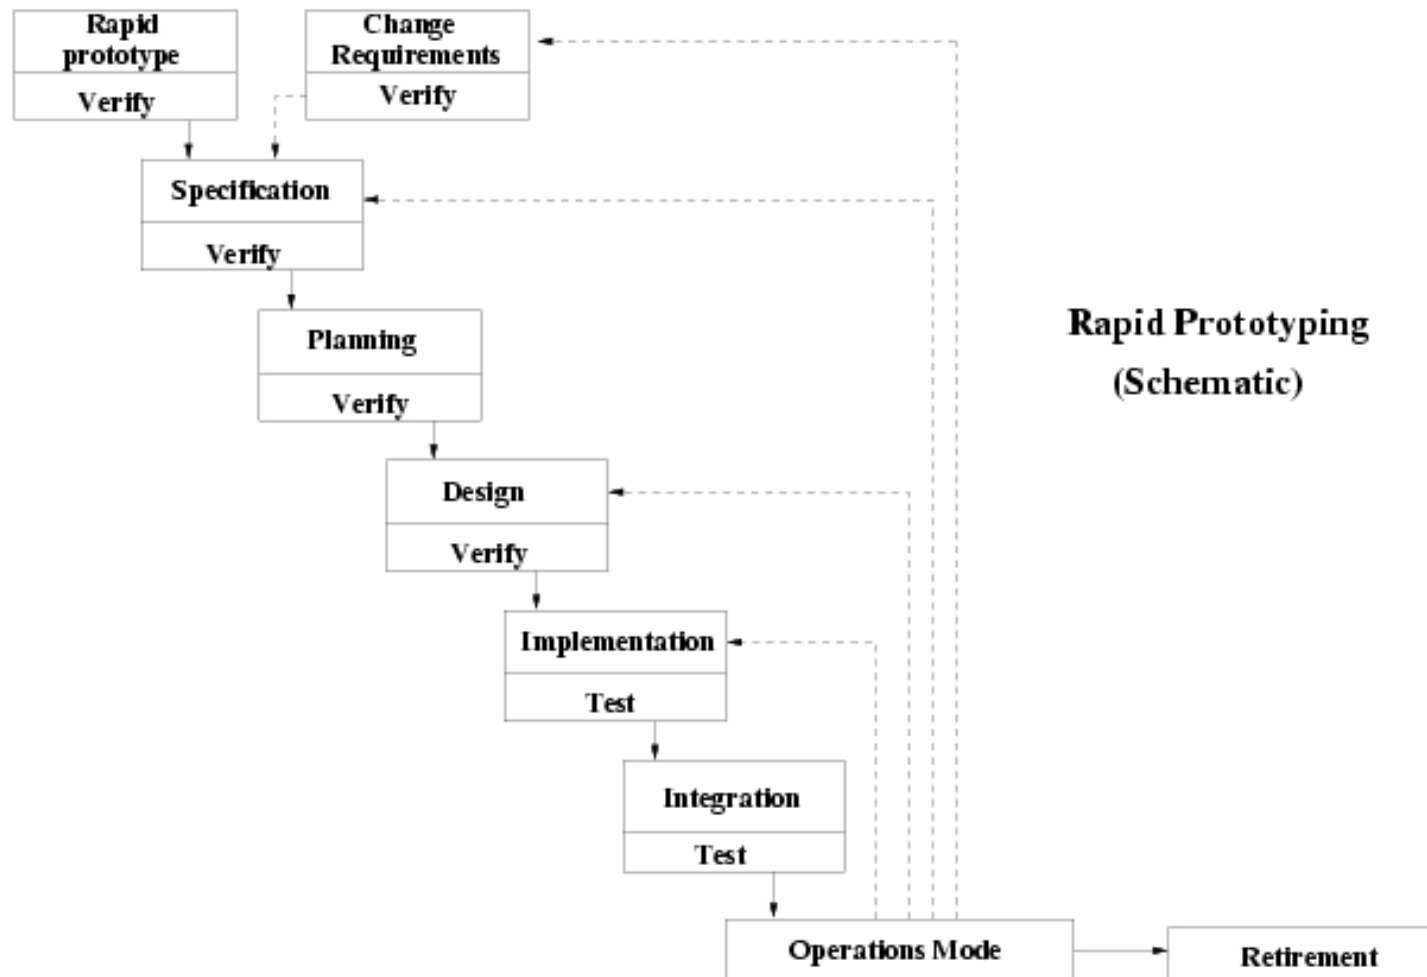 Rapid
prototype
Verify
Change
Requirements
Verify
Specification
Verify
Planning
Verify
Rapid Prototyping
(Schematic)
Design
Verify
Implementation
Test
Integration
Test
Operations Mode
Retirement